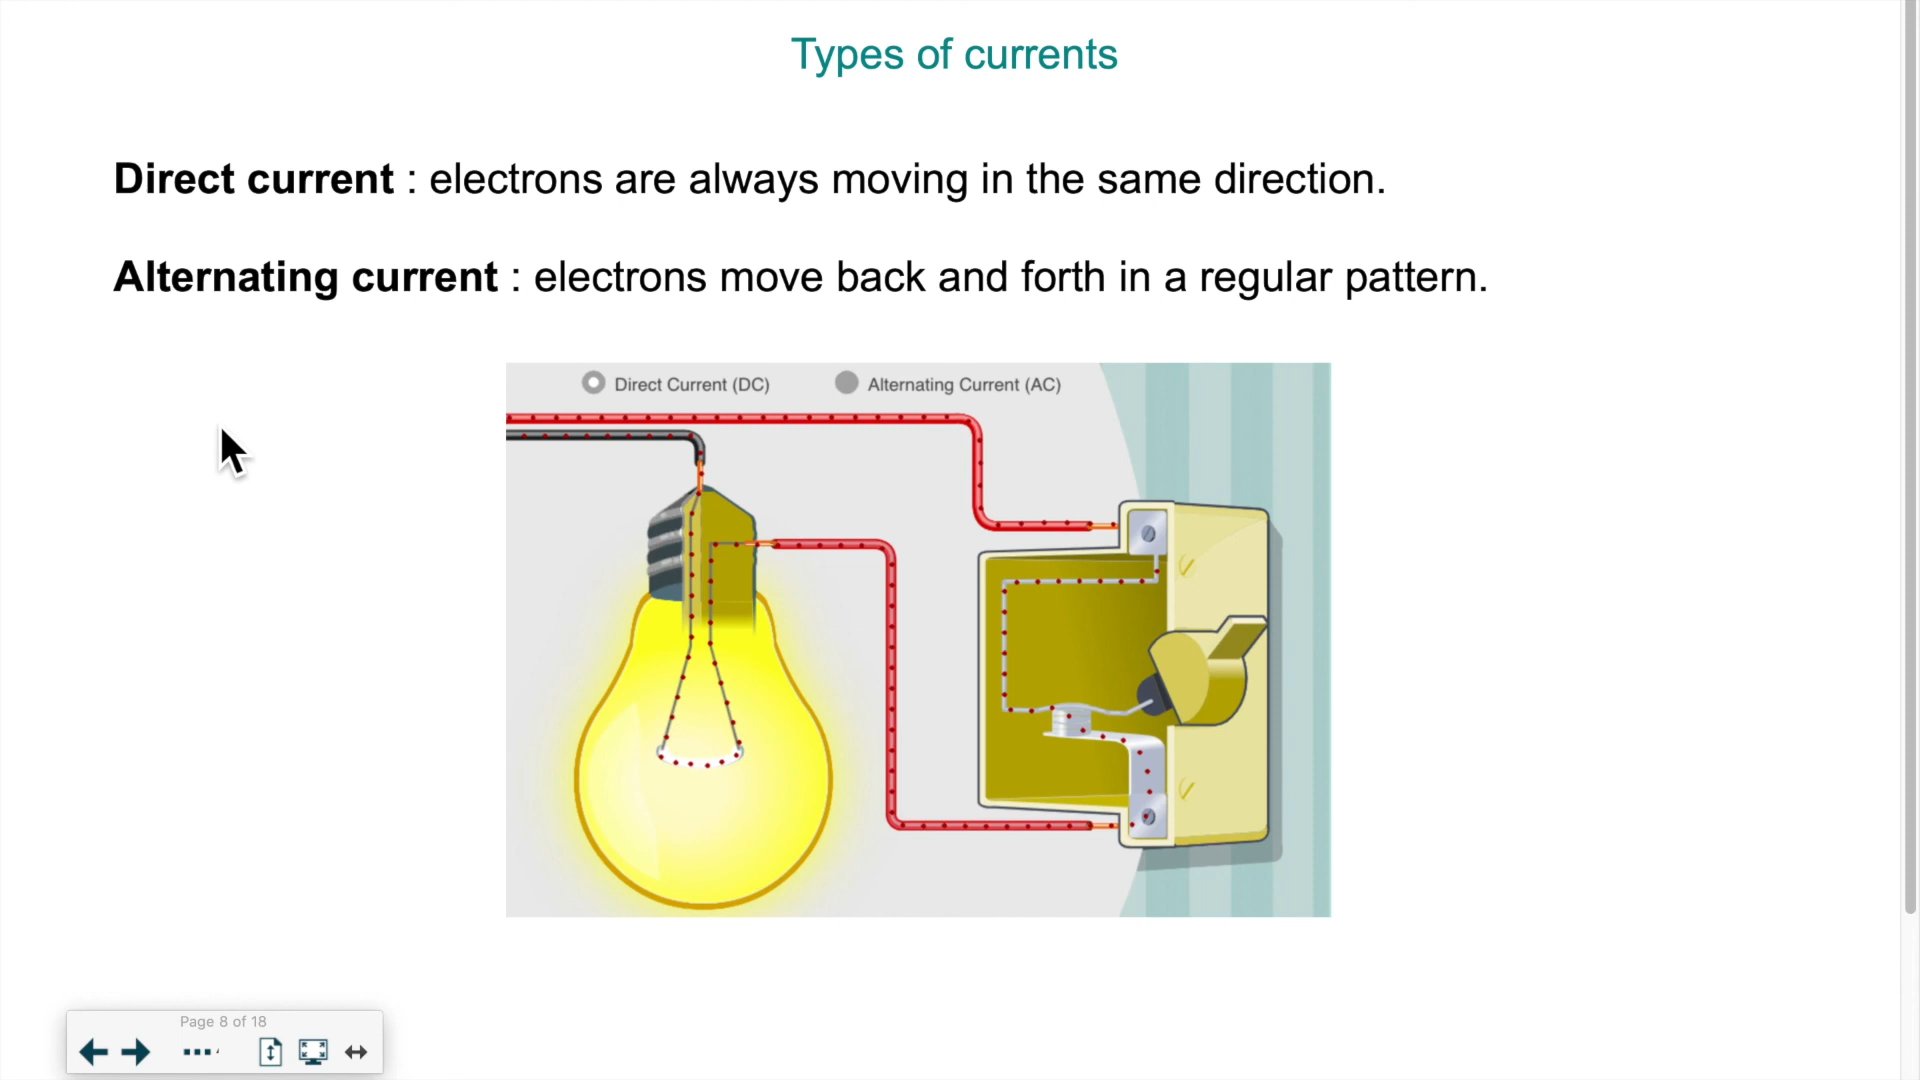 Types of currents
Direct current : electrons are always moving in the same direction.
Alternating current : electrons move back and forth in a regular pattern.
Direct Current (DC) Alternating Current (AC)
Page 8 of 18